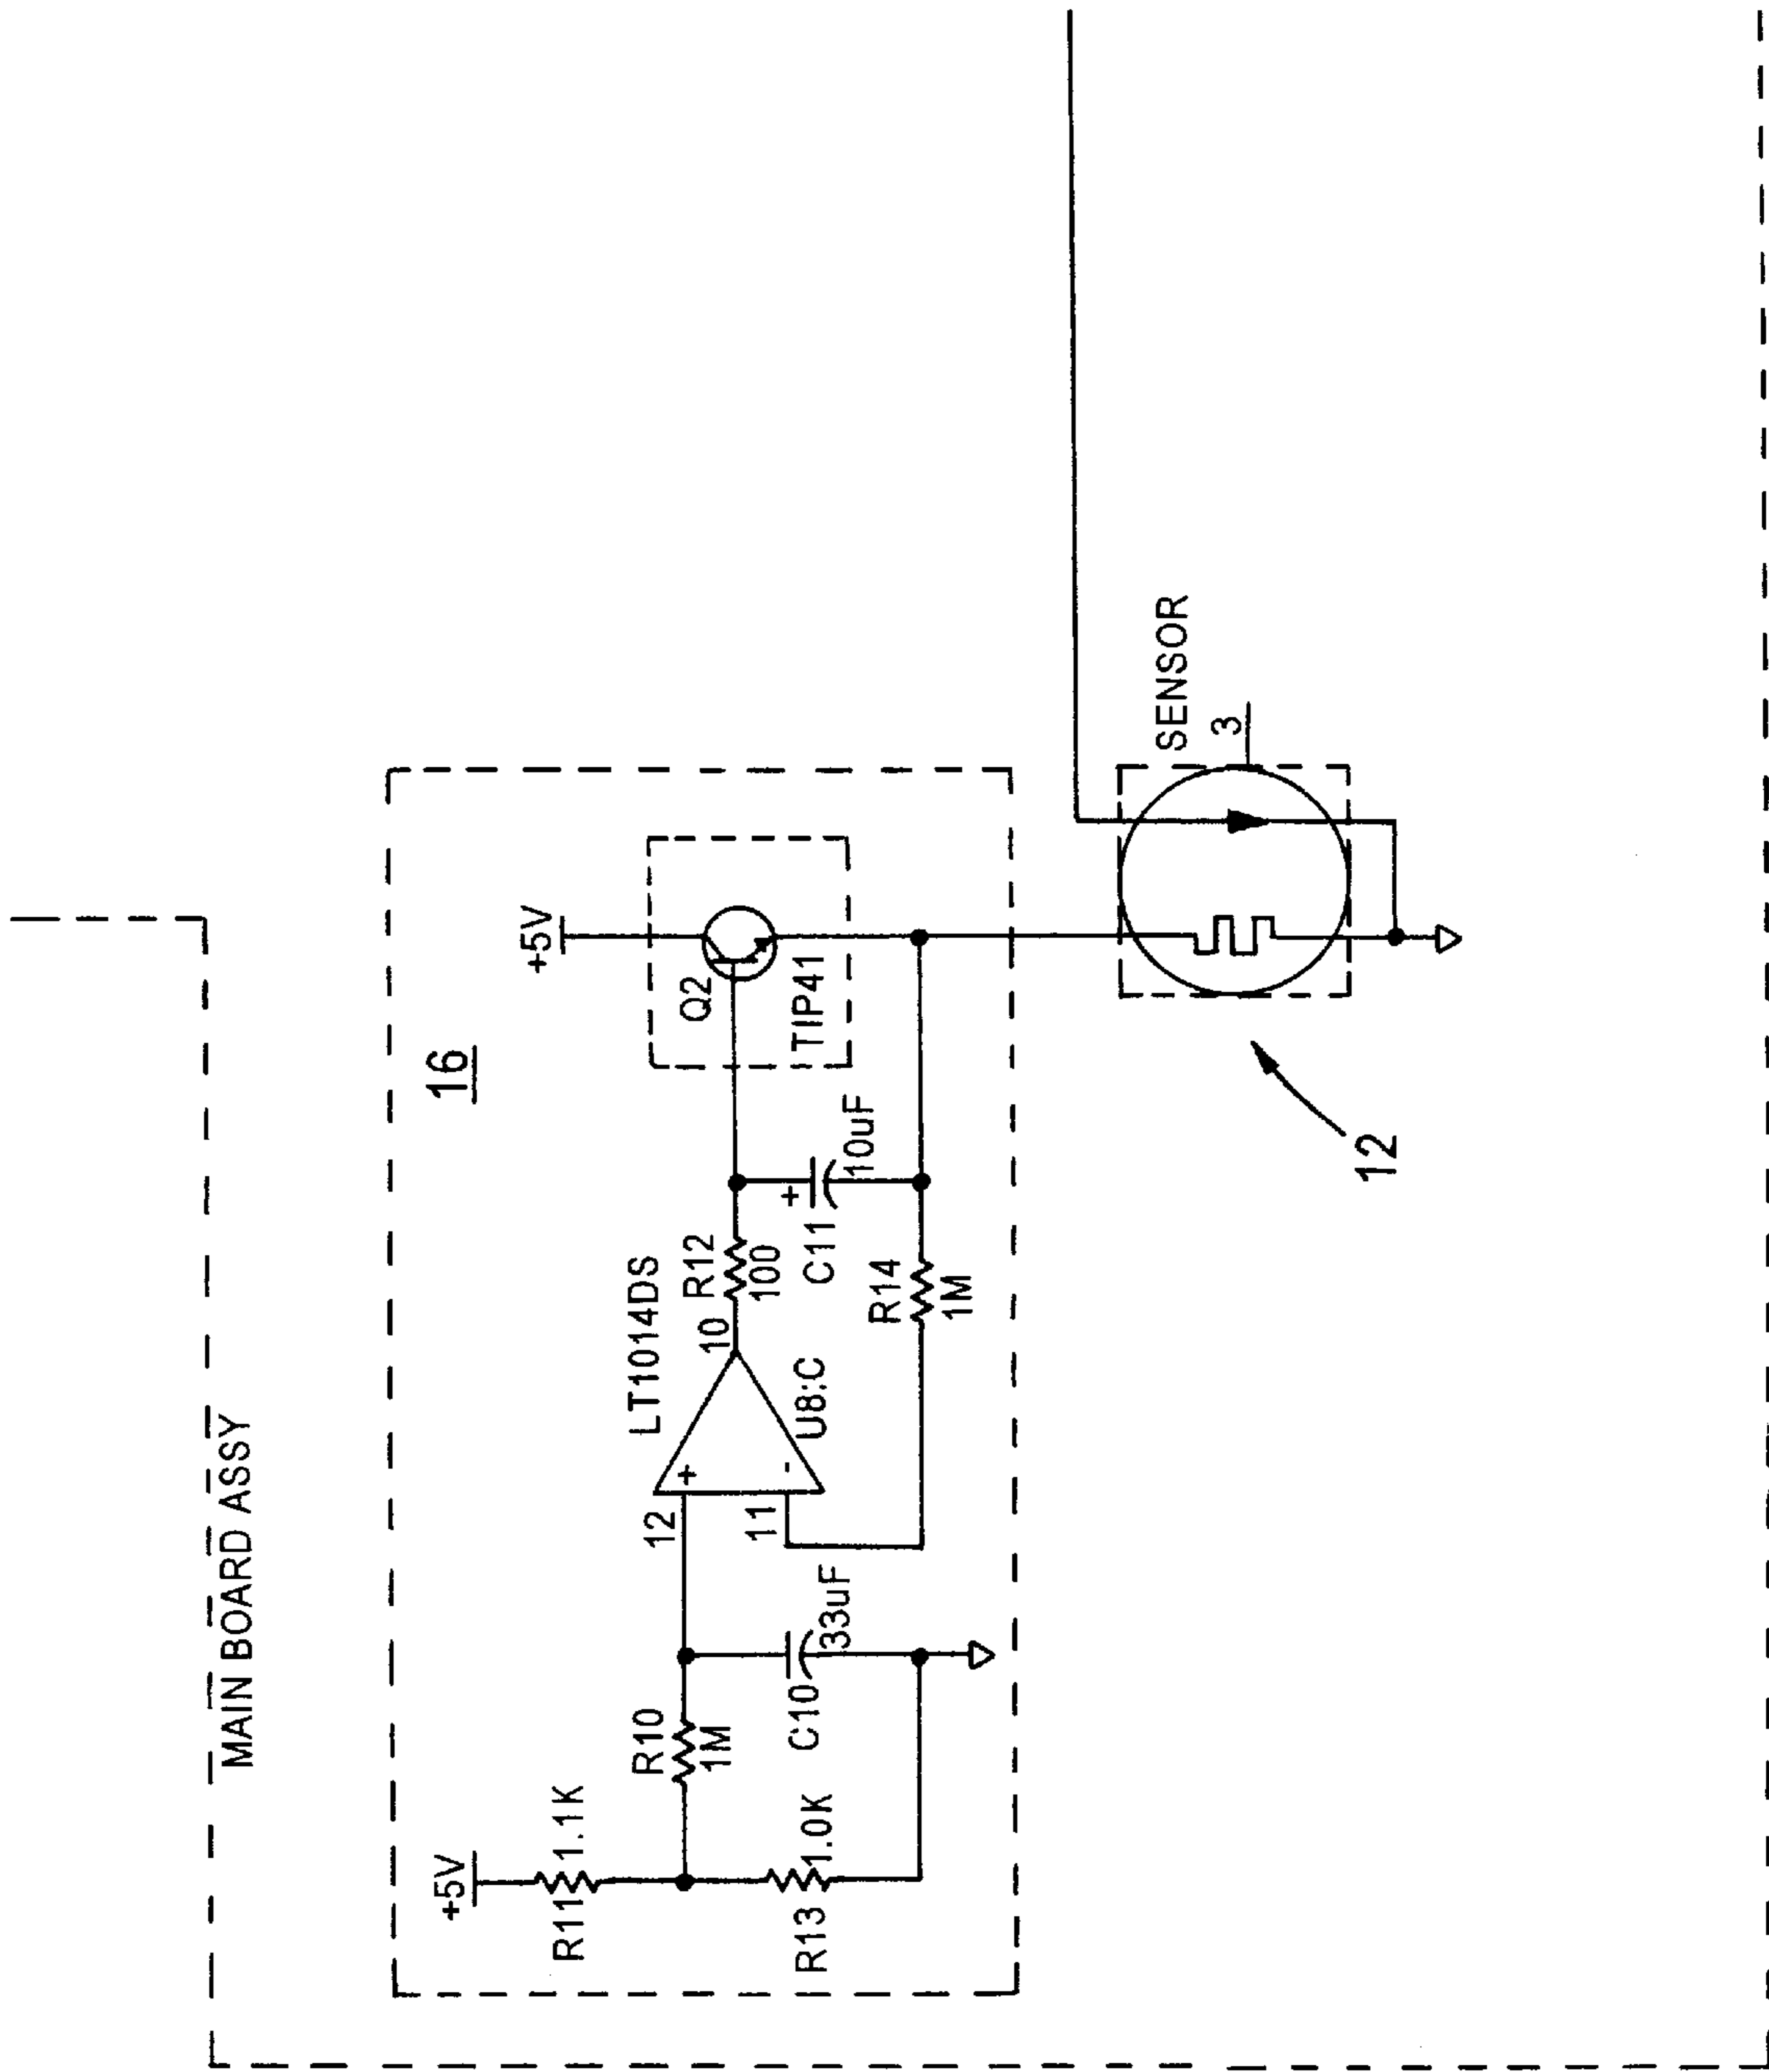 MAIN BOARD ASSY
16
+5V
R11
1.1K
R10
1M
R13
1.0K
C10
33uF
12
11
LT1014DS
+
-
10
U8:C
R12
100
+
C11
10uF
R14
1M
+5V
Q2
TIP41
SENSOR
3
12